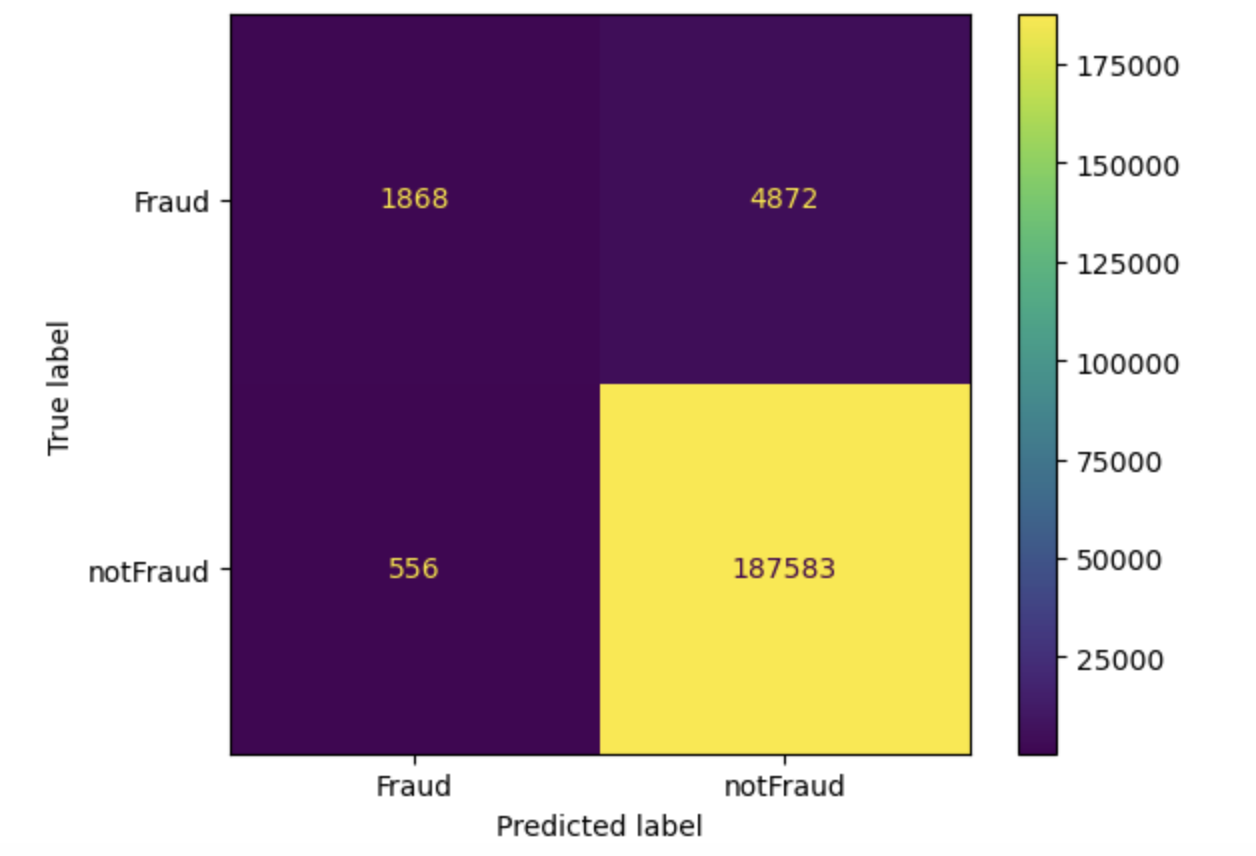 175000
150000
125000
100000
75000
50000
25000
Fraud
1868
4872
True label
notFraud
556
187583
Fraud
notFraud
Predicted label